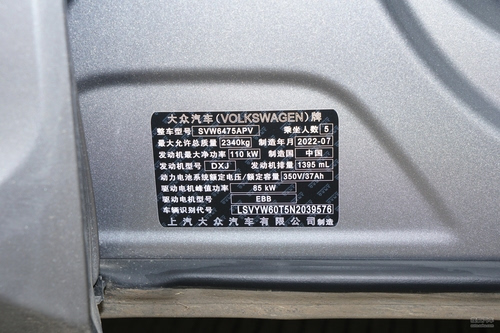 大众汽车(VOLKSWAGEN)牌
整车型号 SVW6475APV 乘坐人数 5
最大允许总质量 2340kg 制造年月 2022-07
发动机最大净功率 110 kW 制造国 中国
发动机型号 DXJ 发动机排量 1395 mL
动力电池系统额定电压/额定容量 350V/37Ah
驱动电机峰值功率 85 kW
驱动电机型号 EBB
车辆识别代号 LSVYW60T5N2039576
上汽大众汽车有限公司 制造